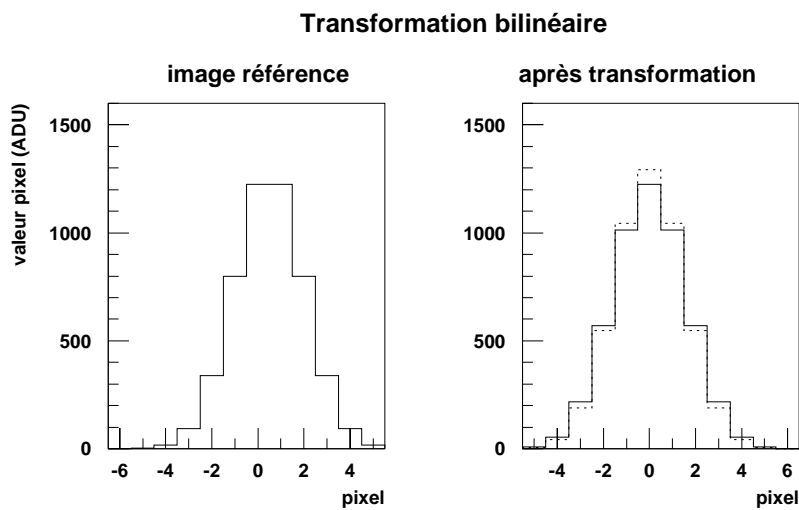 Transformation bilinéaire
image référence
valeur pixel (ADU)
1500
1000
500
0
-6 -4 -2 0 2 4
pixel
après transformation
1500
1000
500
0
-4 -2 0 2 4 6
pixel